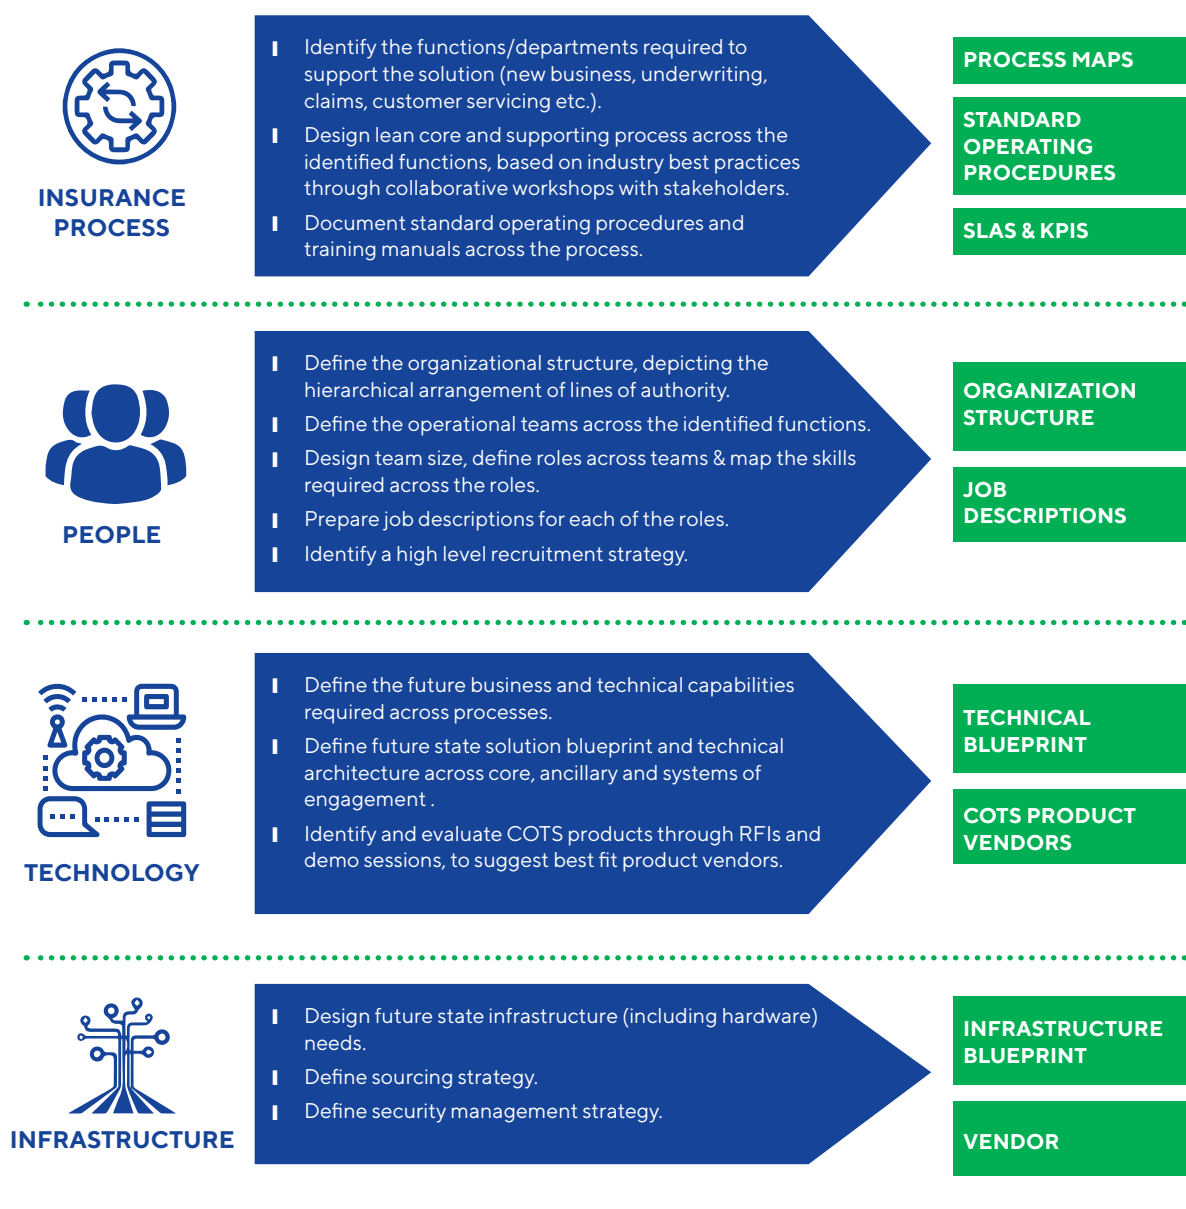 INSURANCE
PROCESS
Identify the functions/departments required to
support the solution (new business, underwriting,
claims, customer servicing etc.).
Design lean core and supporting process across the
identified functions, based on industry best practices
through collaborative workshops with stakeholders.
Document standard operating procedures and
training manuals across the process.
PROCESS MAPS
STANDARD
OPERATING
PROCEDURES
SLAS & KPIS
PEOPLE
Define the organizational structure, depicting the
hierarchical arrangement of lines of authority.
Define the operational teams across the identified functions.
Design team size, define roles across teams & map the skills
required across the roles.
Prepare job descriptions for each of the roles.
Identify a high level recruitment strategy.
ORGANIZATION
STRUCTURE
JOB
DESCRIPTIONS
TECHNOLOGY
Define the future business and technical capabilities
required across processes.
Define future state solution blueprint and technical
architecture across core, ancillary and systems of
engagement .
Identify and evaluate COTS products through RFIs and
demo sessions, to suggest best fit product vendors.
TECHNICAL
BLUEPRINT
COTS PRODUCT
VENDORS
INFRASTRUCTURE
Design future state infrastructure (including hardware)
needs.
Define sourcing strategy.
Define security management strategy.
INFRASTRUCTURE
BLUEPRINT
VENDOR